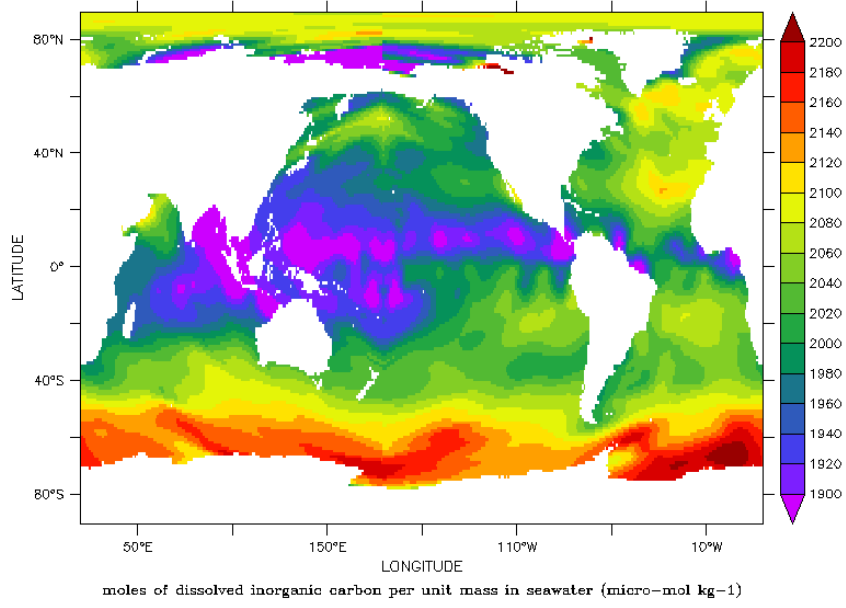 80°N
40°N
0°
40°S
80°S
LATITUDE
50°E 150°E 110°W 10°W
LONGITUDE
2200
2180
2160
2140
2120
2100
2080
2060
2040
2020
2000
1980
1960
1940
1920
1900
moles of dissolved inorganic carbon per unit mass in seawater (micro-mol kg-1)